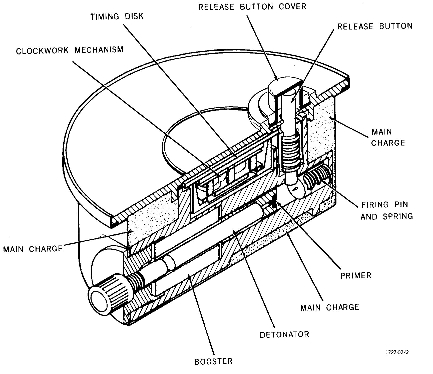 RELEASE BUTTON COVER
TIMING DISK
RELEASE BUTTON
CLOCKWORK MECHANISM
MAIN
CHARGE
FIRING PIN
AND SPRING
MAIN CHARGE
PRIMER
MAIN CHARGE
DETONATOR
BOOSTER